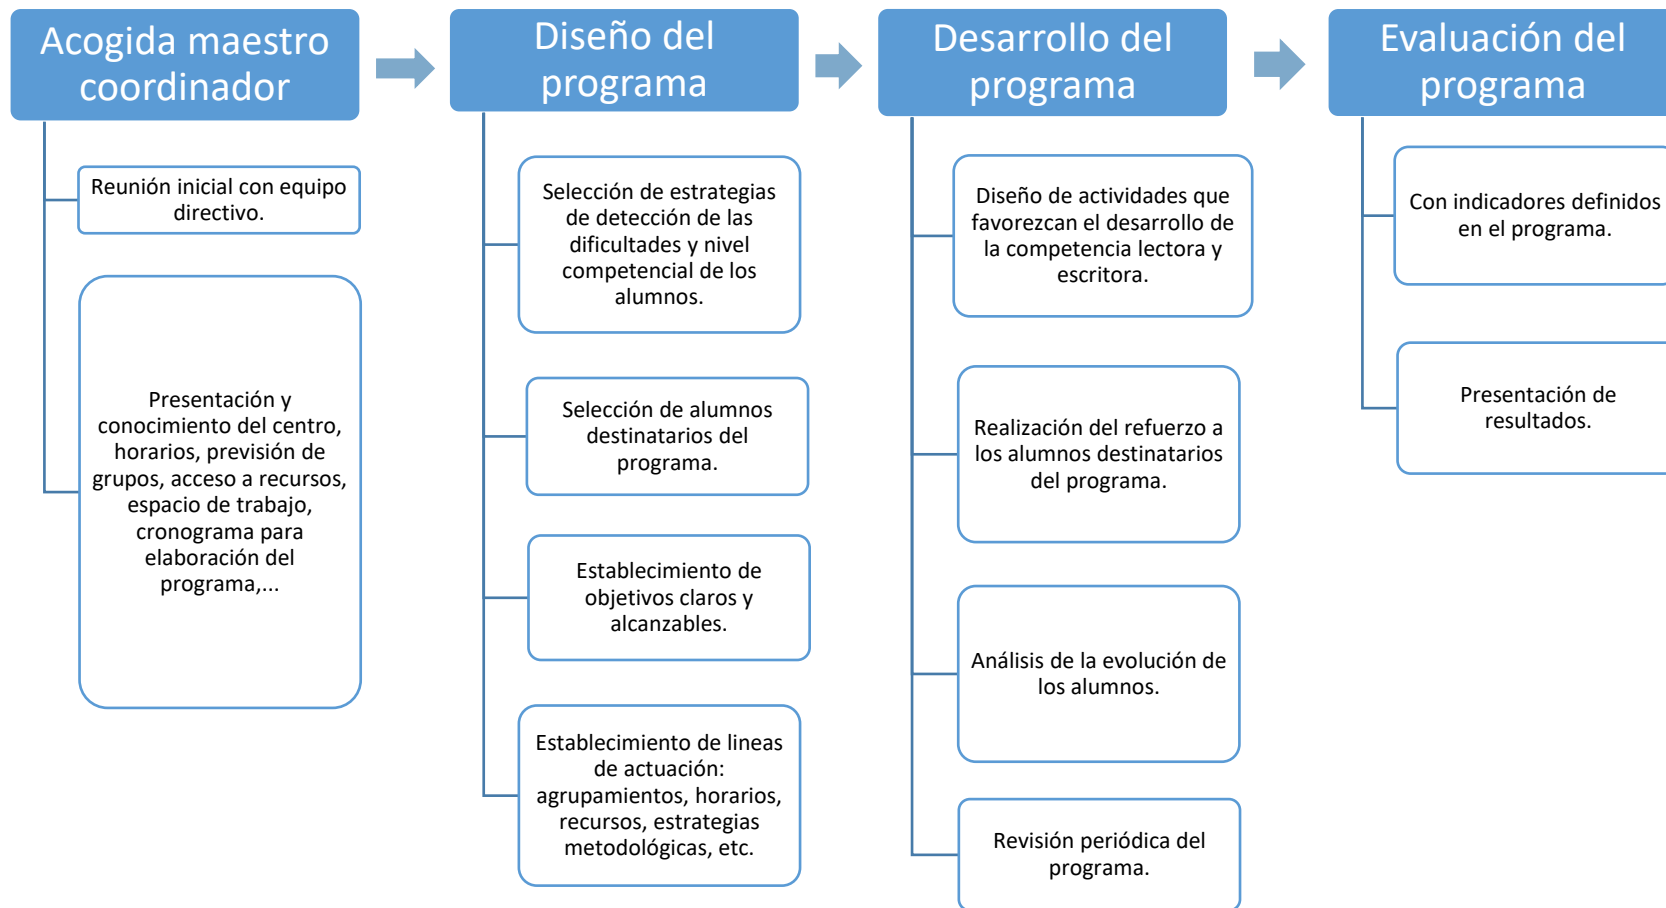 Acogida maestro
coordinador
Reunión inicial con equipo
directivo.
Presentación y
conocimiento del centro,
horarios, previsión de
grupos, acceso a recursos,
espacio de trabajo,
cronograma para
elaboración del
programa,...
Diseño del
programa
Selección de estrategias
de detección de las
dificultades y nivel
competencial de los
alumnos.
Selección de alumnos
destinatarios del
programa.
Establecimiento de
objetivos claros y
alcanzables.
Establecimiento de lineas
de actuación:
agrupamientos, horarios,
recursos, estrategias
metodológicas, etc.
Desarrollo del
programa
Diseño de actividades que
favorezcan el desarrollo de
la competencia lectora y
escritora.
Realización del refuerzo a
los alumnos destinatarios
del programa.
Análisis de la evolución de
los alumnos.
Revisión periódica del
programa.
Evaluación del
programa
Con indicadores definidos
en el programa.
Presentación de
resultados.